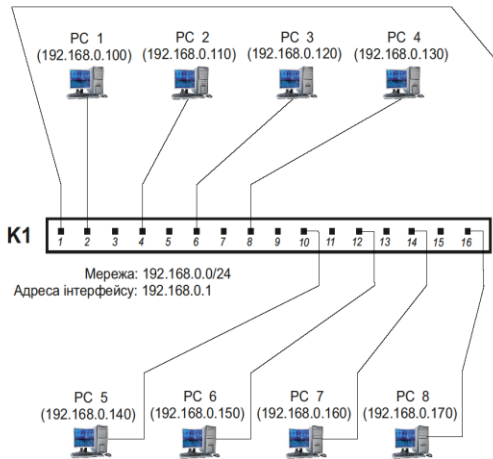 PC 1
(192.168.0.100)
PC 2
(192.168.0.110)
PC 3
(192.168.0.120)
PC 4
(192.168.0.130)
K1
1 2 3 4 5 6 7 8 9 10 11 12 13 14 15 16
Мережа: 192.168.0.0/24
Адреса інтерфейсу: 192.168.0.1
PC 5
(192.168.0.140)
PC 6
(192.168.0.150)
PC 7
(192.168.0.160)
PC 8
(192.168.0.170)